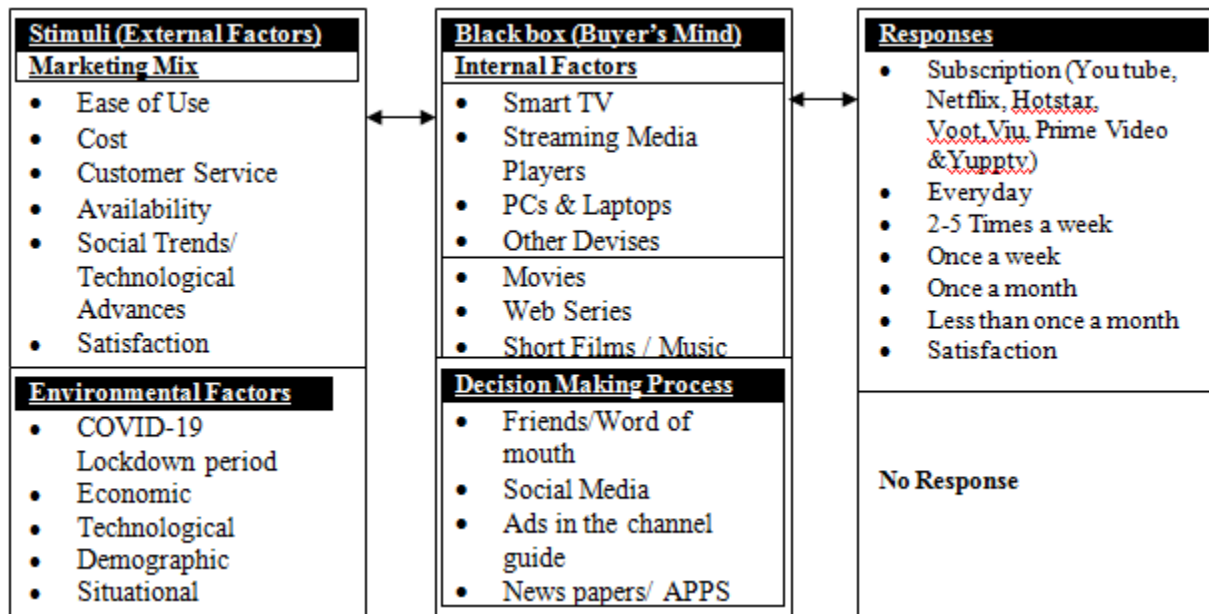 Stimuli (External Factors)
Marketing Mix
• Ease of Use
• Cost
• Customer Service
• Availability
• Social Trends/
Technological
Advances
• Satisfaction
Environmental Factors
• COVID-19
Lockdown period
• Economic
• Technological
• Demographic
• Situational
Black box (Buyer's Mind)
Internal Factors
• Smart TV
• Streaming Media
Players
• PCs & Laptops
• Other Devises
• Movies
• Web Series
• Short Films / Music
Decision Making Process
• Friends/Word of
mouth
• Social Media
• Ads in the channel
guide
• News papers/ APPS
Responses
• Subscription (You tube,
Netflix, Hotstar,
Voot,Viu, Prime Video
&Yupptv)
• Everyday
• 2-5 Times a week
• Once a week
• Once a month
• Less than once a month
• Satisfaction
No Response